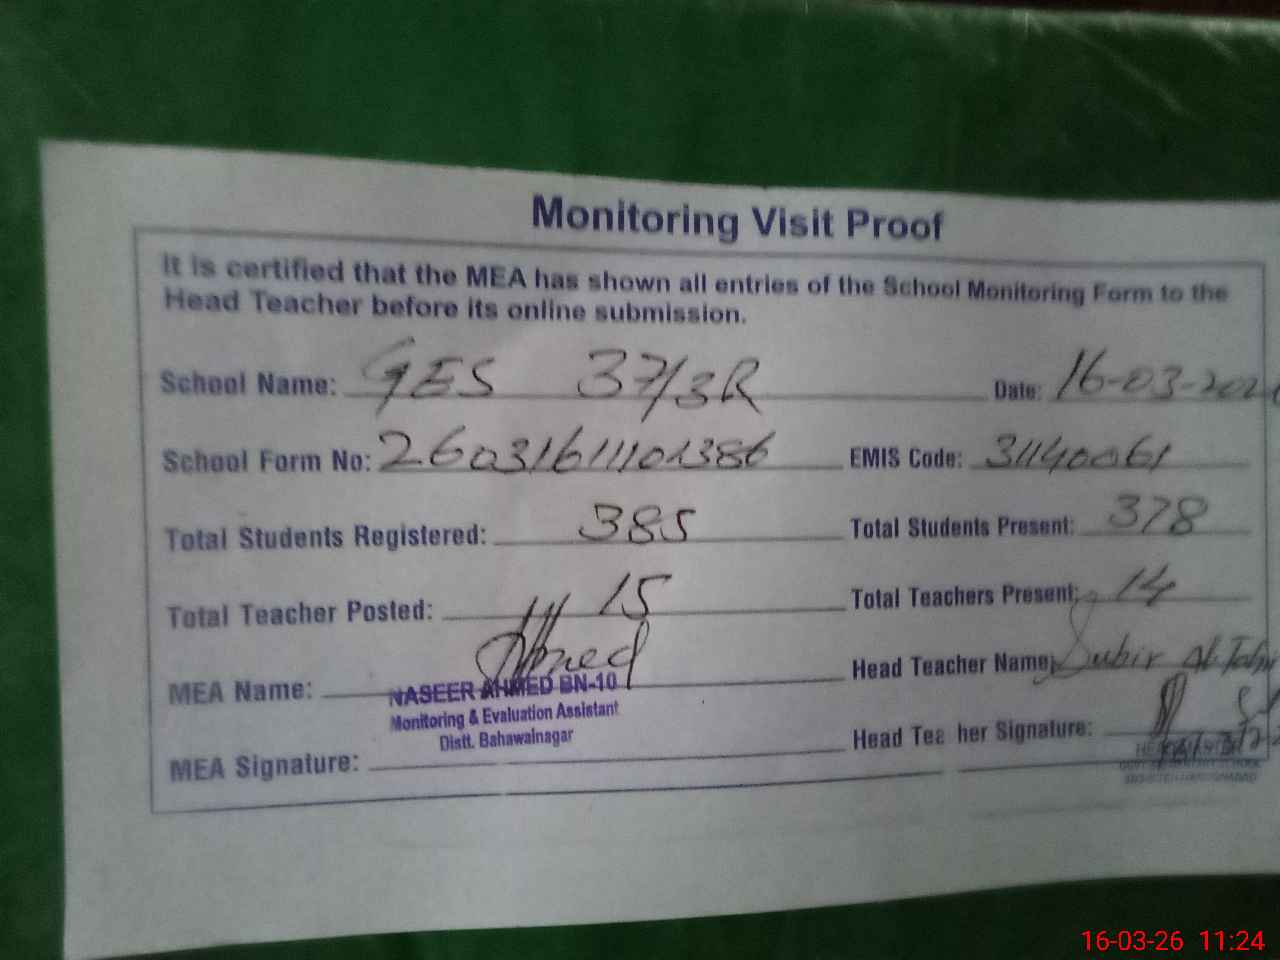 Monitoring Visit Proof
It is certified that the MEA has shown all entries of the School Monitoring Form to the
Head Teacher before its online submission.
School Name: GES 37/3R Date: 16-03-202
School Form No: 260316111101386 EMIS Code: 31140061
Total Students Registered: 385 Total Students Present: 378
Total Teacher Posted: 15 Total Teachers Present: 14
MEA Name: Head Teacher Name:
NASEER AHMED BN-10
Monitoring & Evaluation Assistant
Distt. Bahawalnagar
MEA Signature: Head Tea her Signature:
16-03-26 11:24